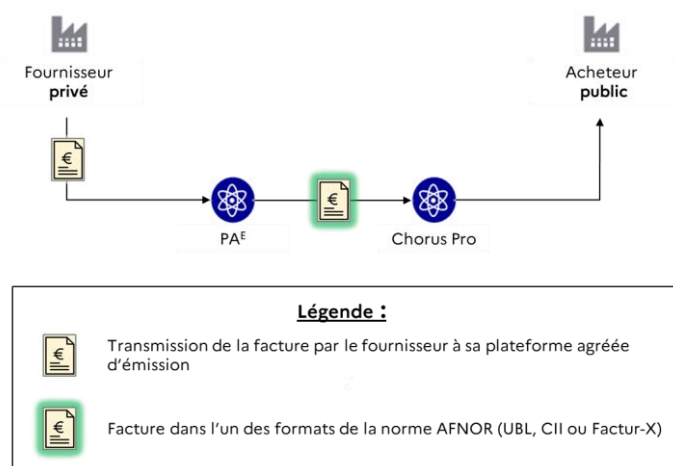 Fournisseur
privé
Acheteur
public
€
€
PAᴱ
Chorus Pro
Légende :
€
Transmission de la facture par le fournisseur à sa plateforme agréée
d’émission
€
Facture dans l’un des formats de la norme AFNOR (UBL, CII ou Factur-X)